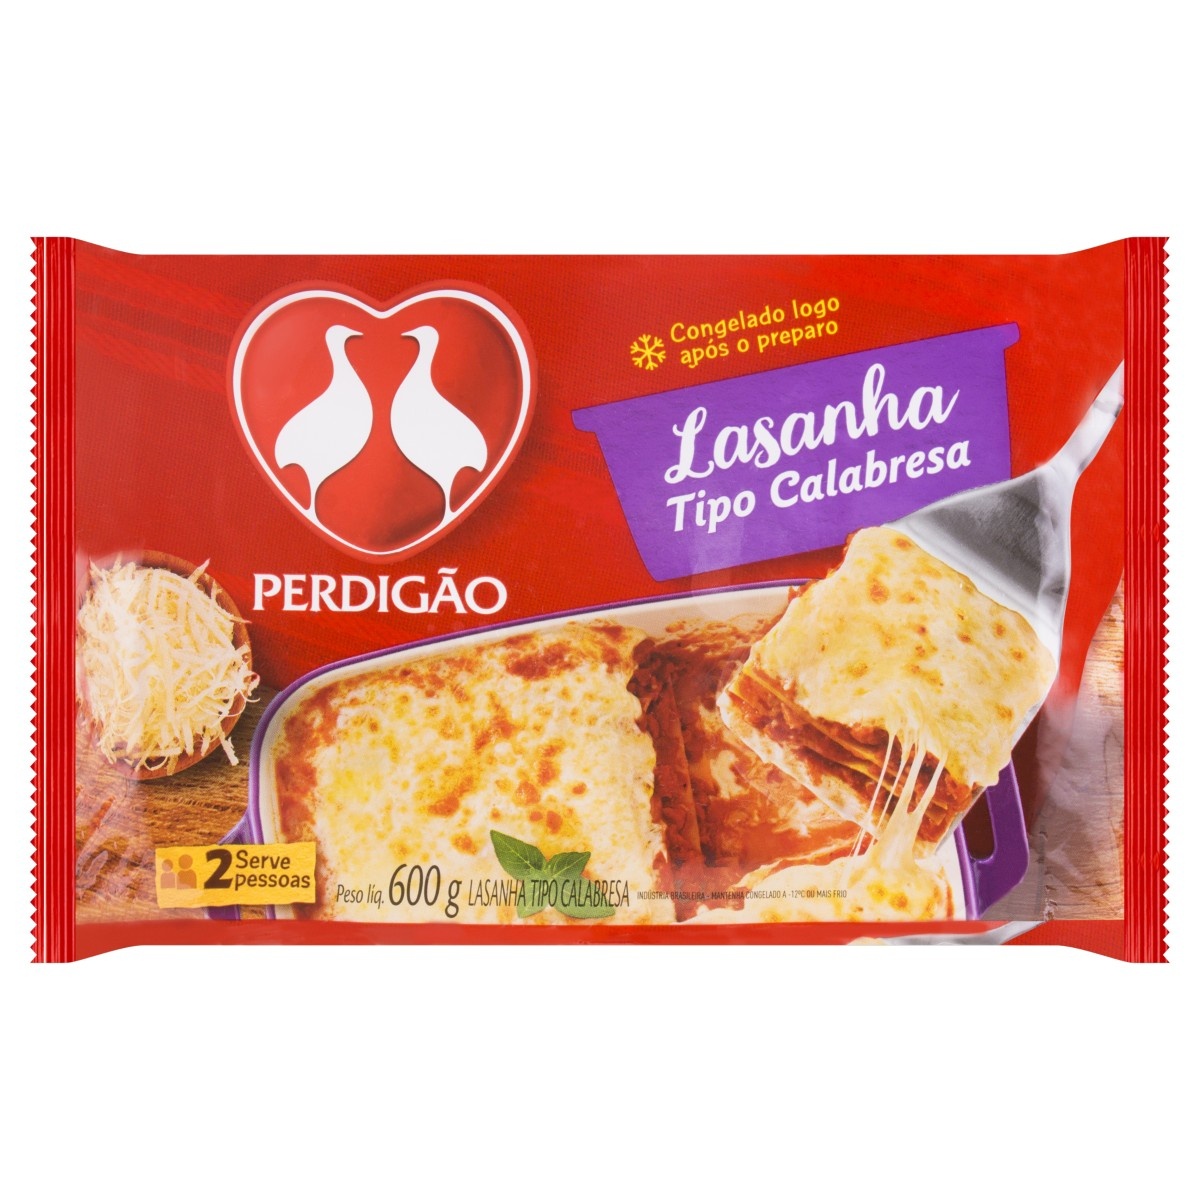 Congelado logo
após o preparo
Lasanha
Tipo Calabresa
PERDIGÃO
2 Serve
pessoas
Peso líq. 600 g LASANHA TIPO CALABRESA INDÚSTRIA BRASILEIRA - MANTENHA CONGELADO A -12ºC OU MAIS FRIO